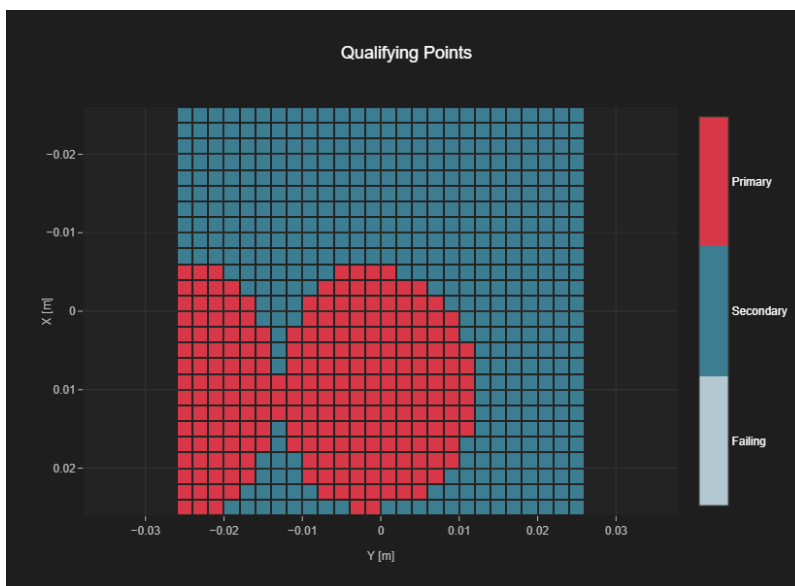 Qualifying Points
−0.02
−0.01
0
0.01
0.02
X [m]
−0.03
−0.02
−0.01
0
0.01
0.02
0.03
Y [m]
Primary
Secondary
Failing